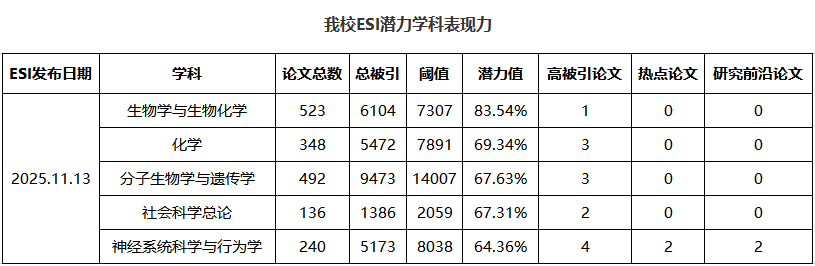 我校ESI潜力学科表现力
ESI发布日期 学科 论文总数 总被引 阈值 潜力值 高被引论文 热点论文 研究前沿论文
2025.11.13
生物学与生物化学 523 6104 7307 83.54% 1 0 0
化学 348 5472 7891 69.34% 3 0 0
分子生物学与遗传学 492 9473 14007 67.63% 3 0 0
社会科学总论 136 1386 2059 67.31% 2 0 0
神经系统科学与行为学 240 5173 8038 64.36% 4 2 2